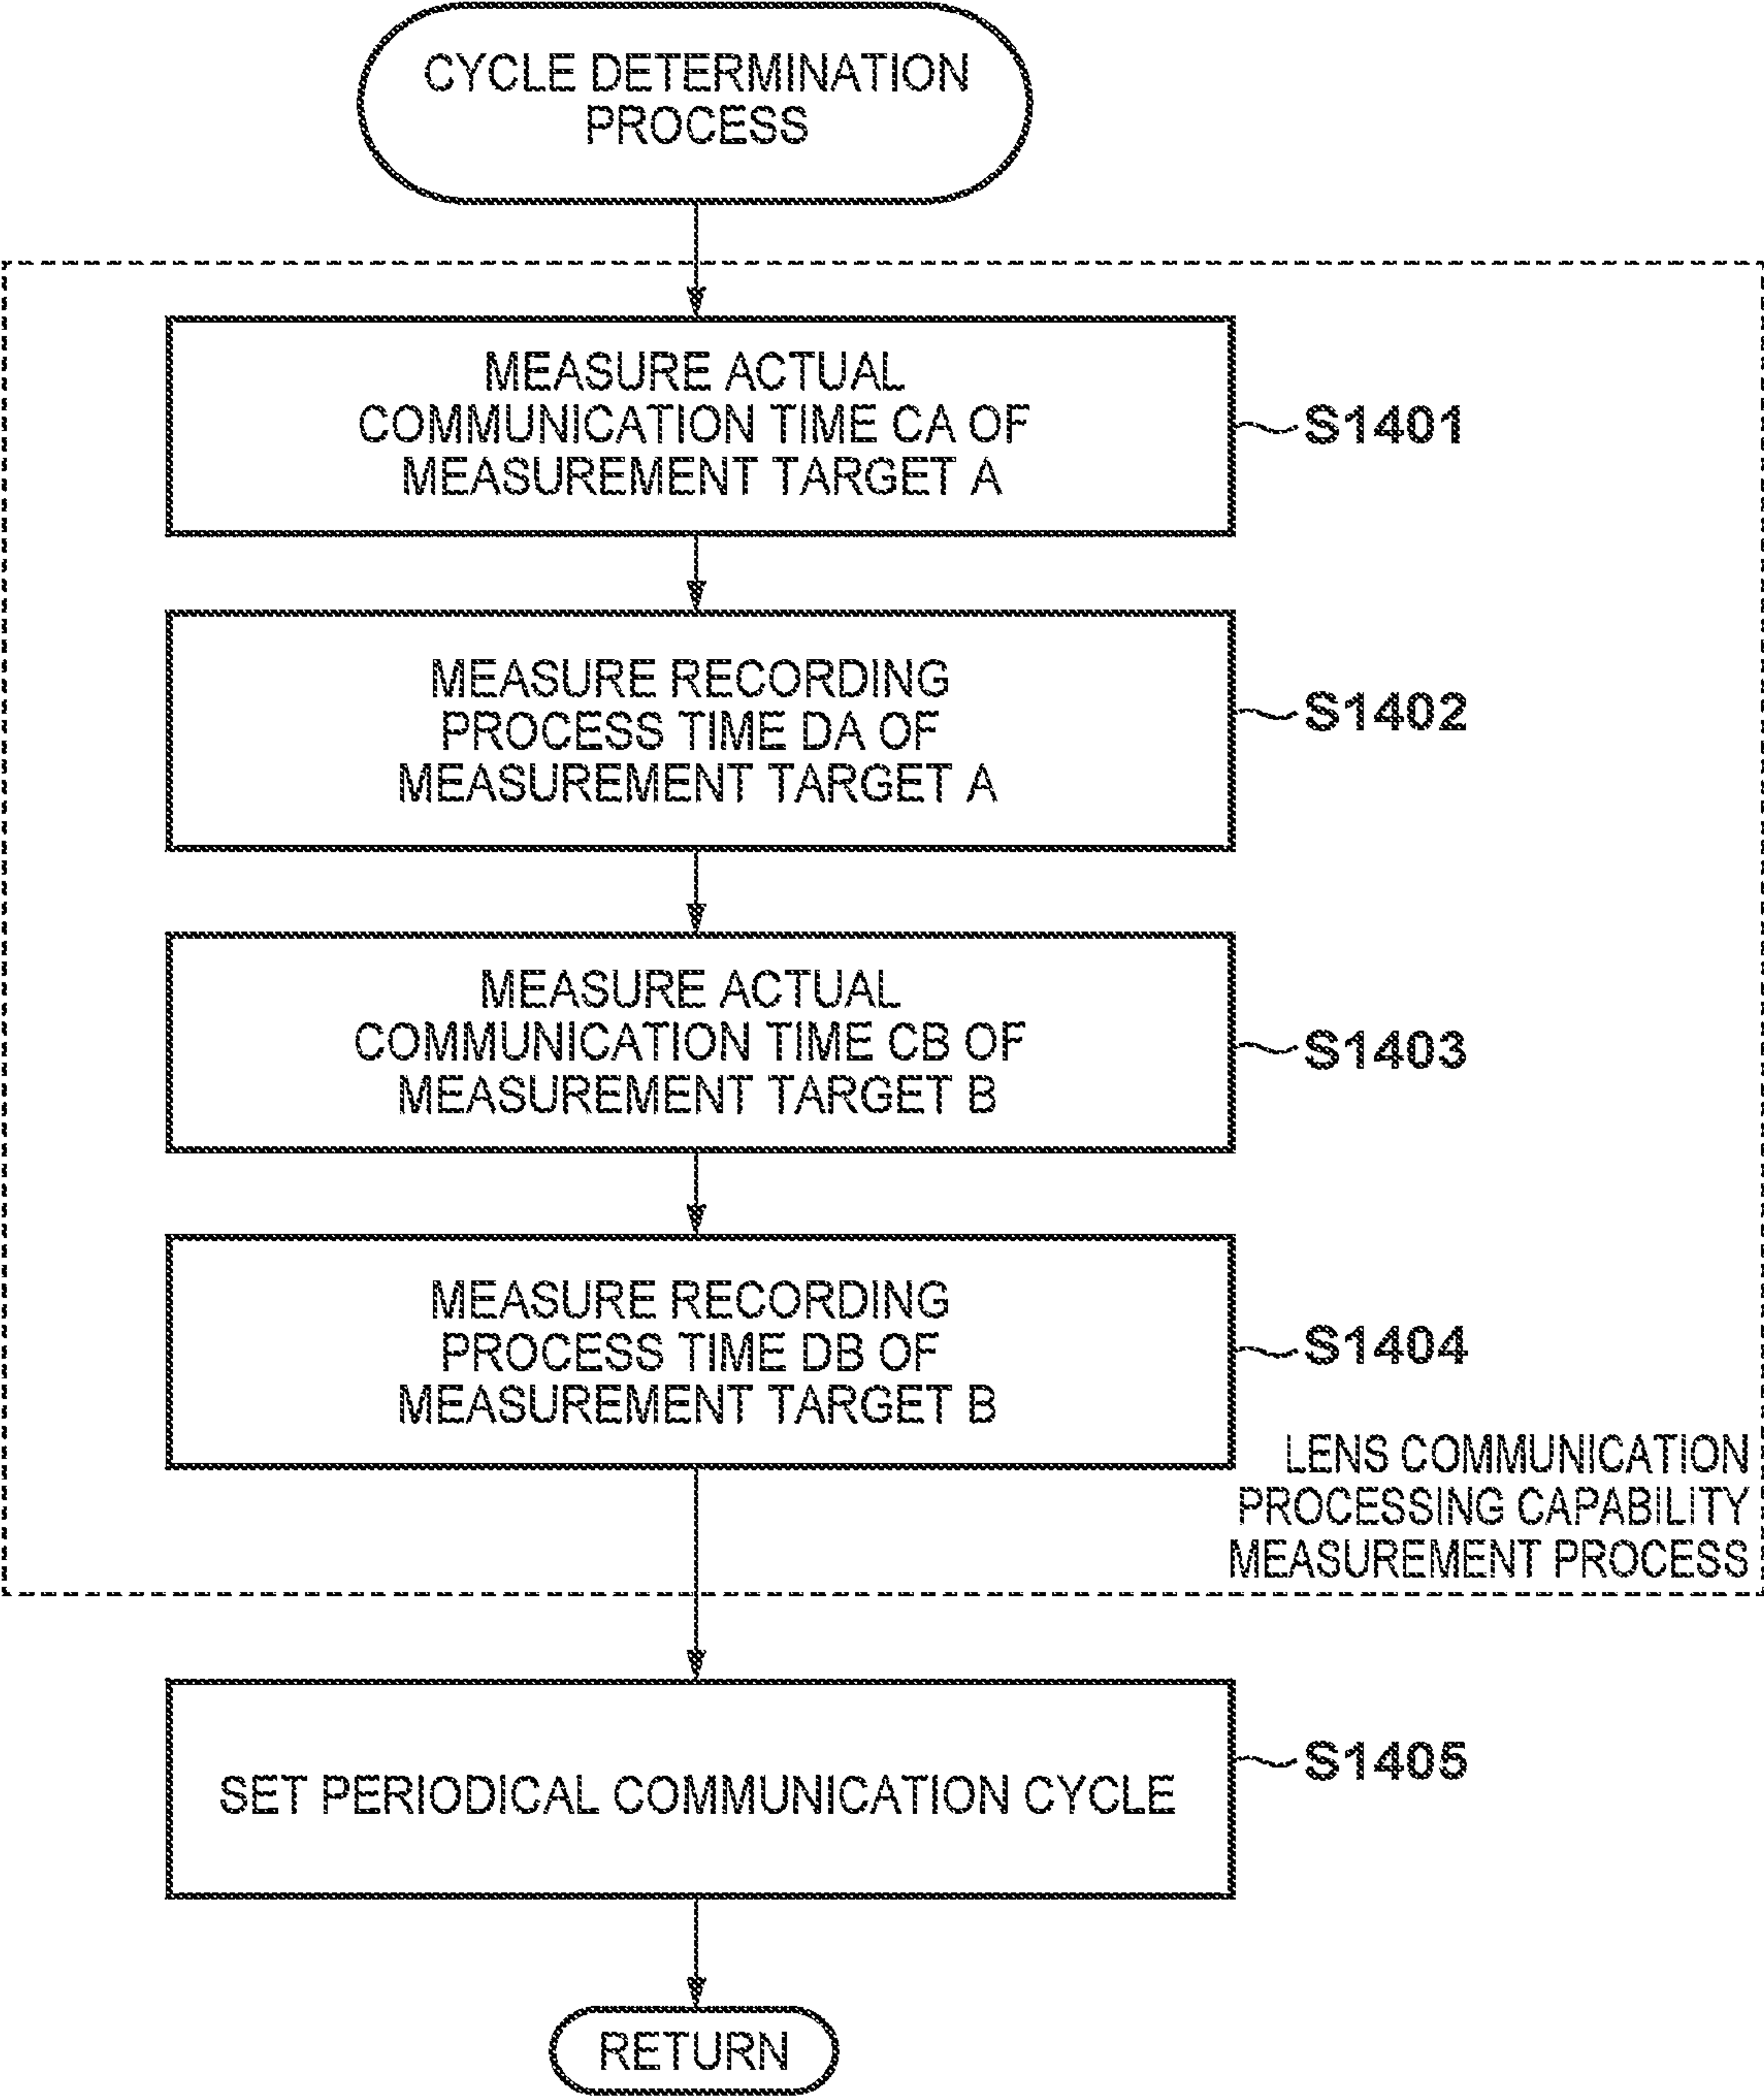 CYCLE DETERMINATION
PROCESS
MEASURE ACTUAL
COMMUNICATION TIME CA OF
MEASUREMENT TARGET A
S1401
MEASURE RECORDING
PROCESS TIME DA OF
MEASUREMENT TARGET A
S1402
MEASURE ACTUAL
COMMUNICATION TIME CB OF
MEASUREMENT TARGET B
S1403
MEASURE RECORDING
PROCESS TIME DB OF
MEASUREMENT TARGET B
S1404
LENS COMMUNICATION
PROCESSING CAPABILITY
MEASUREMENT PROCESS
SET PERIODICAL COMMUNICATION CYCLE
S1405
RETURN